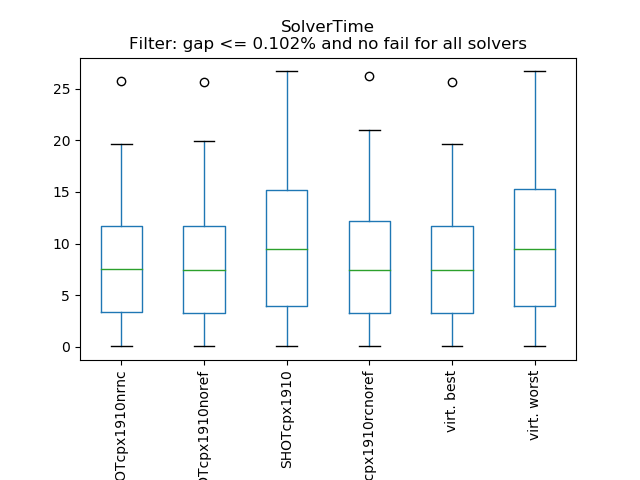 SolverTime
Filter: gap <= 0.102% and no fail for all solvers
25
20
15
10
5
0
OTcpx1910nrnc
OTcpx1910noref
SHOTcpx1910
cpx1910rcnoref
virt. best
virt. worst